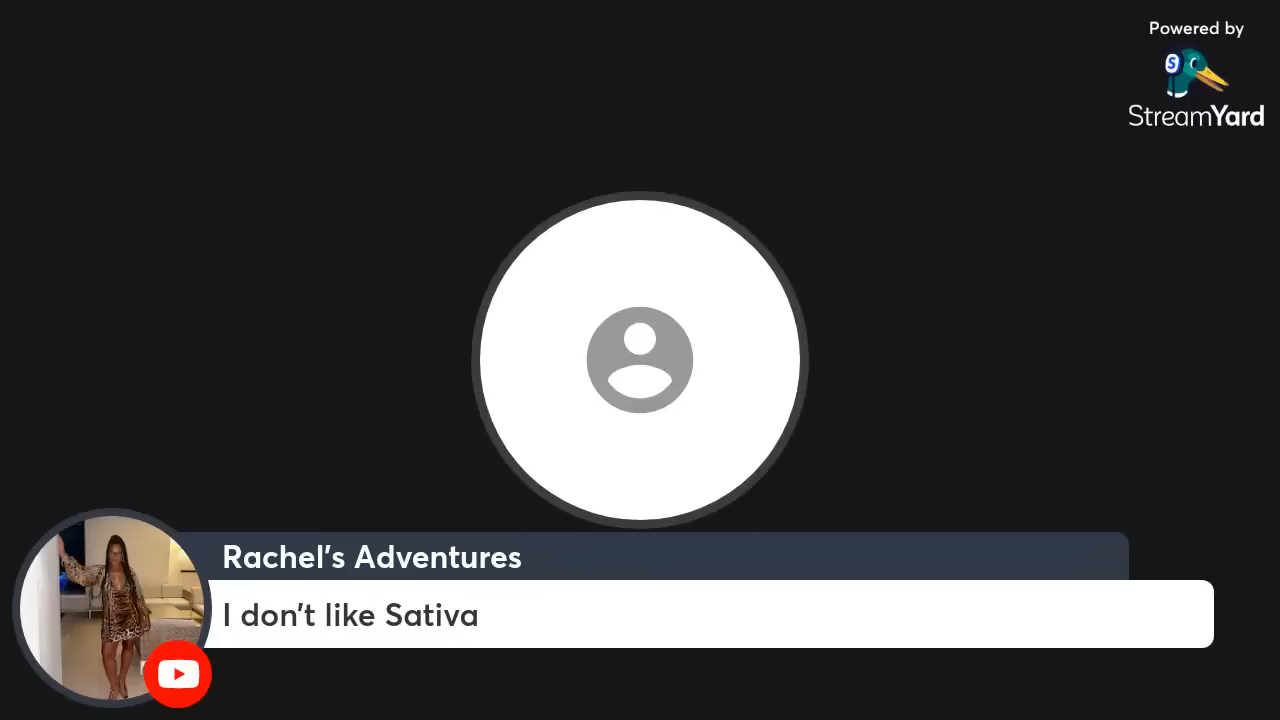 Powered by
S
StreamYard
Rachel's Adventures
I don't like Sativa